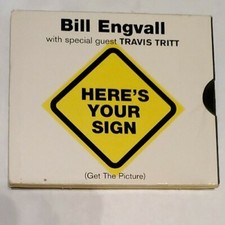 Bill Engvall
with special guest TRAVIS TRITT
HERE'S
YOUR
SIGN
(Get The Picture)